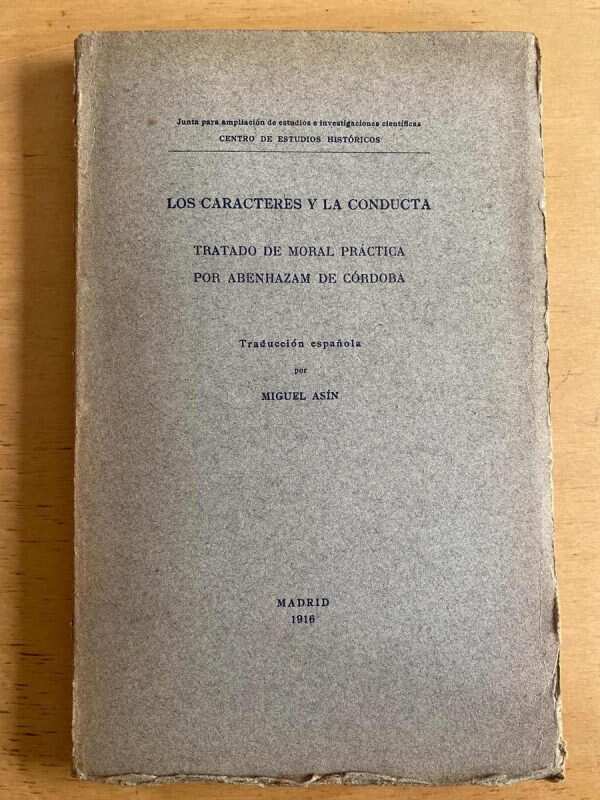 Junta para ampliación de estudios e investigaciones científicas
CENTRO DE ESTUDIOS HISTÓRICOS
LOS CARACTERES Y LA CONDUCTA
TRATADO DE MORAL PRÁCTICA
POR ABENHAZAM DE CÓRDOBA
Traducción española
por
MIGUEL ASÍN
MADRID
1916